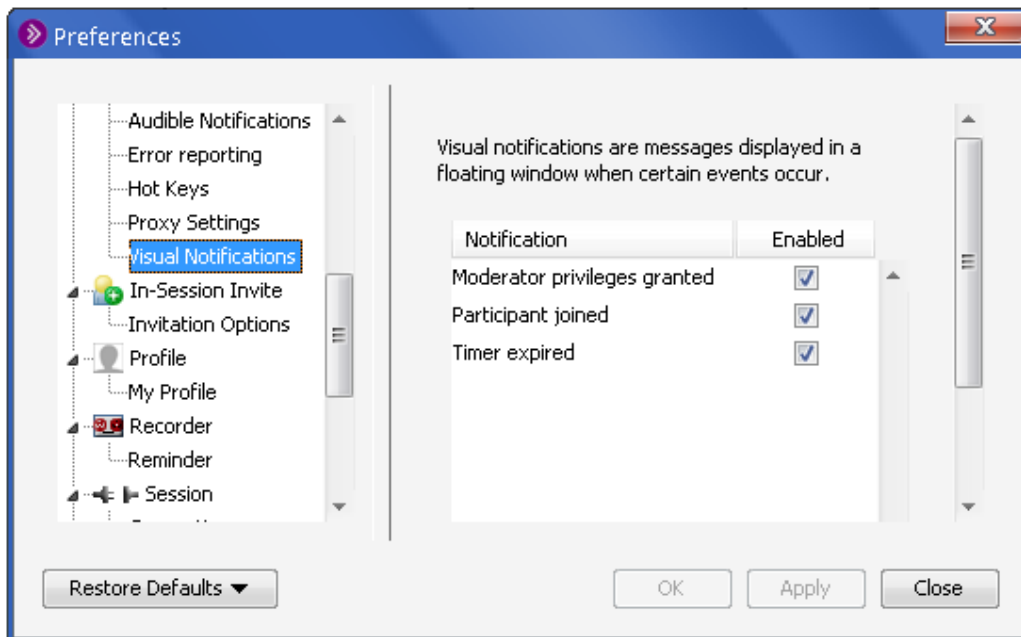 Preferences
Audible Notifications
Error reporting
Hot Keys
Proxy Settings
Visual Notifications
In-Session Invite
Invitation Options
Profile
My Profile
Recorder
Reminder
Session
Visual notifications are messages displayed in a
floating window when certain events occur.
Notification Enabled
Moderator privileges granted
Participant joined
Timer expired
Restore Defaults
OK
Apply
Close